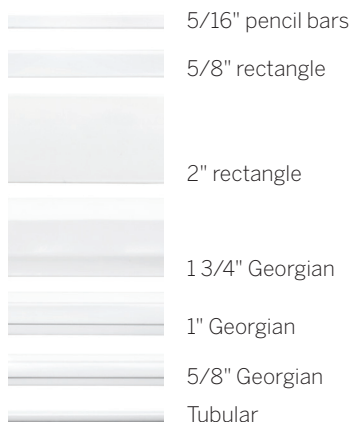 5/16" pencil bars
5/8" rectangle
2" rectangle
1 3/4" Georgian
1" Georgian
5/8" Georgian
Tubular